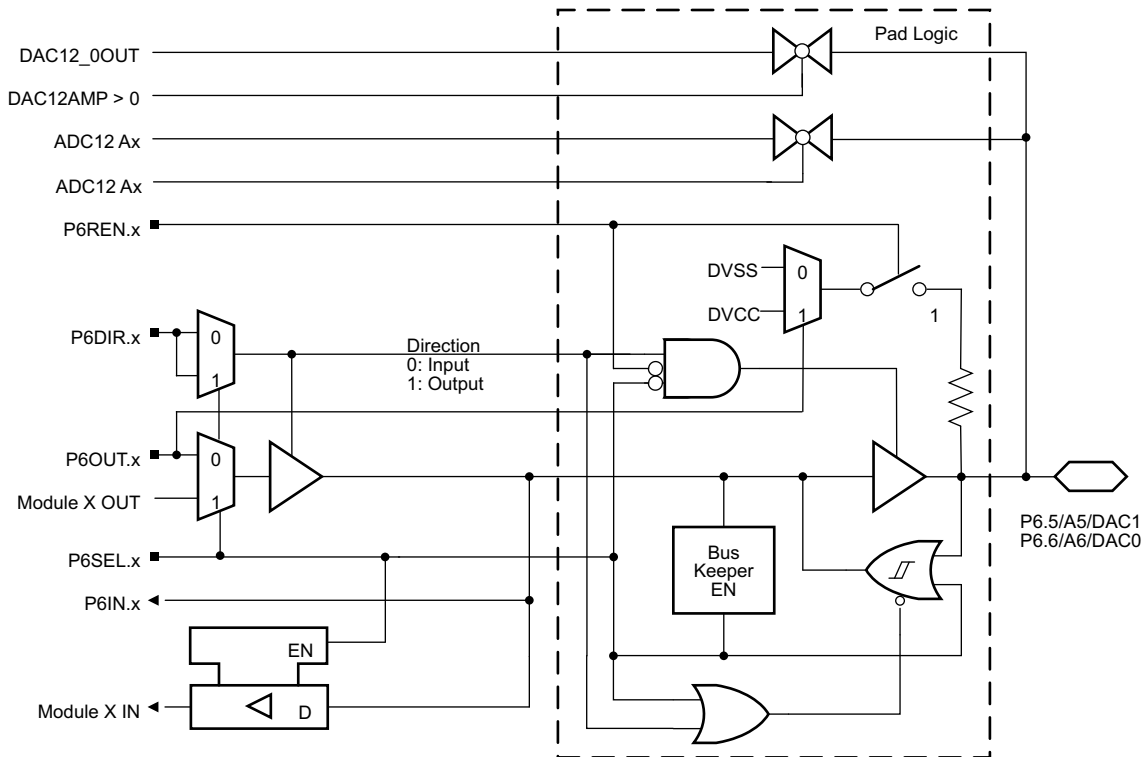 Pad Logic
DAC12_0OUT
DAC12AMP > 0
ADC12 Ax
ADC12 Ax
P6REN.x
DVSS
0
DVCC
1
1
P6DIR.x
0
1
Direction
0: Input
1: Output
P6OUT.x
0
Module X OUT
1
P6.5/A5/DAC1
P6.6/A6/DAC0
P6SEL.x
Bus
Keeper
EN
P6IN.x
EN
Module X IN
D